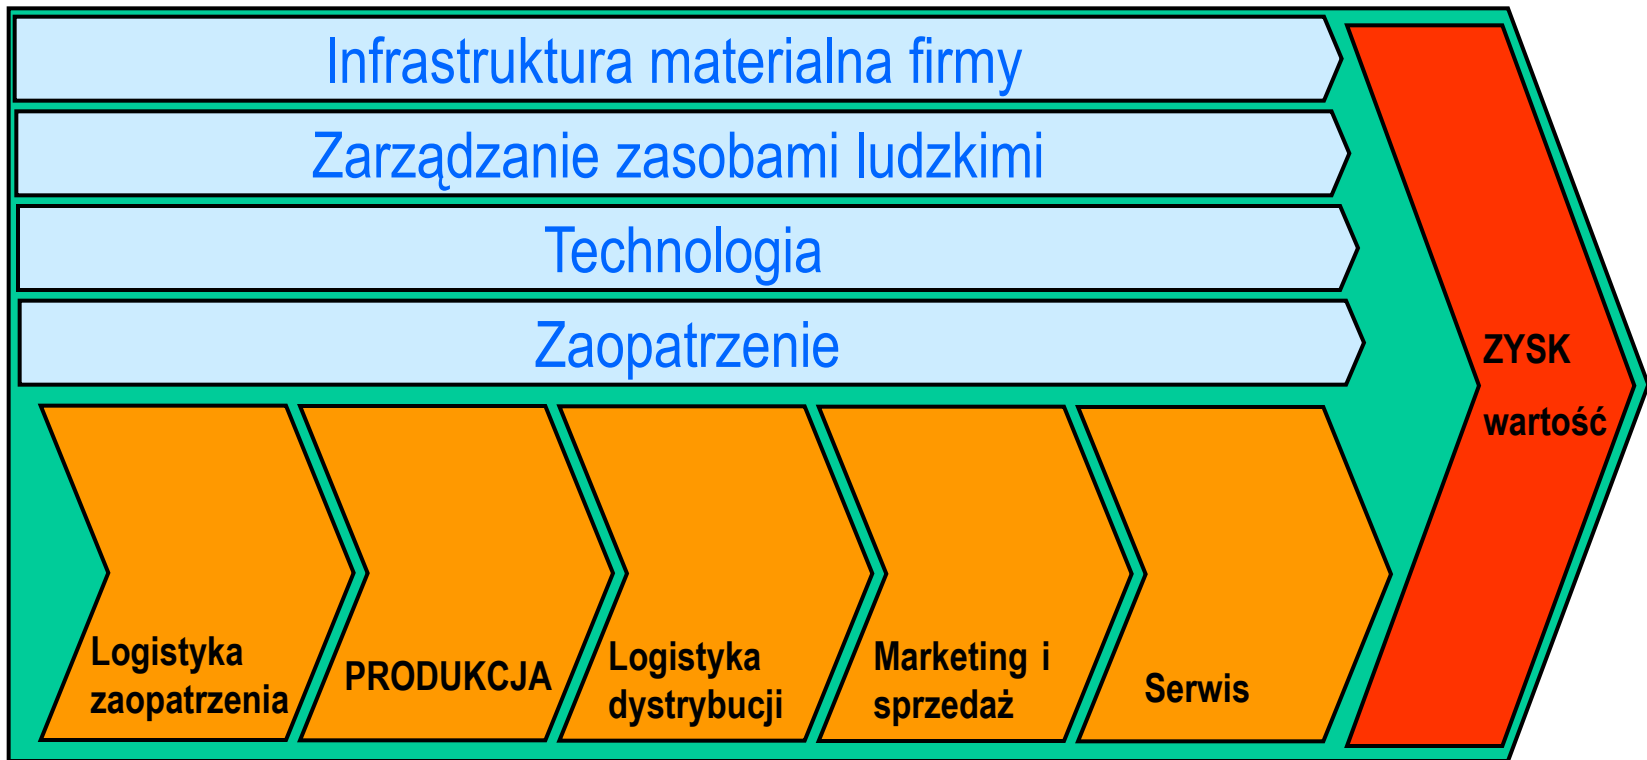 Infrastruktura materialna firmy
Zarządzanie zasobami ludzkimi
Technologia
Zaopatrzenie
ZYSK
wartość
Logistyka
zaopatrzenia
PRODUKCJA
Logistyka
dystrybucji
Marketing i
sprzedaż
Serwis